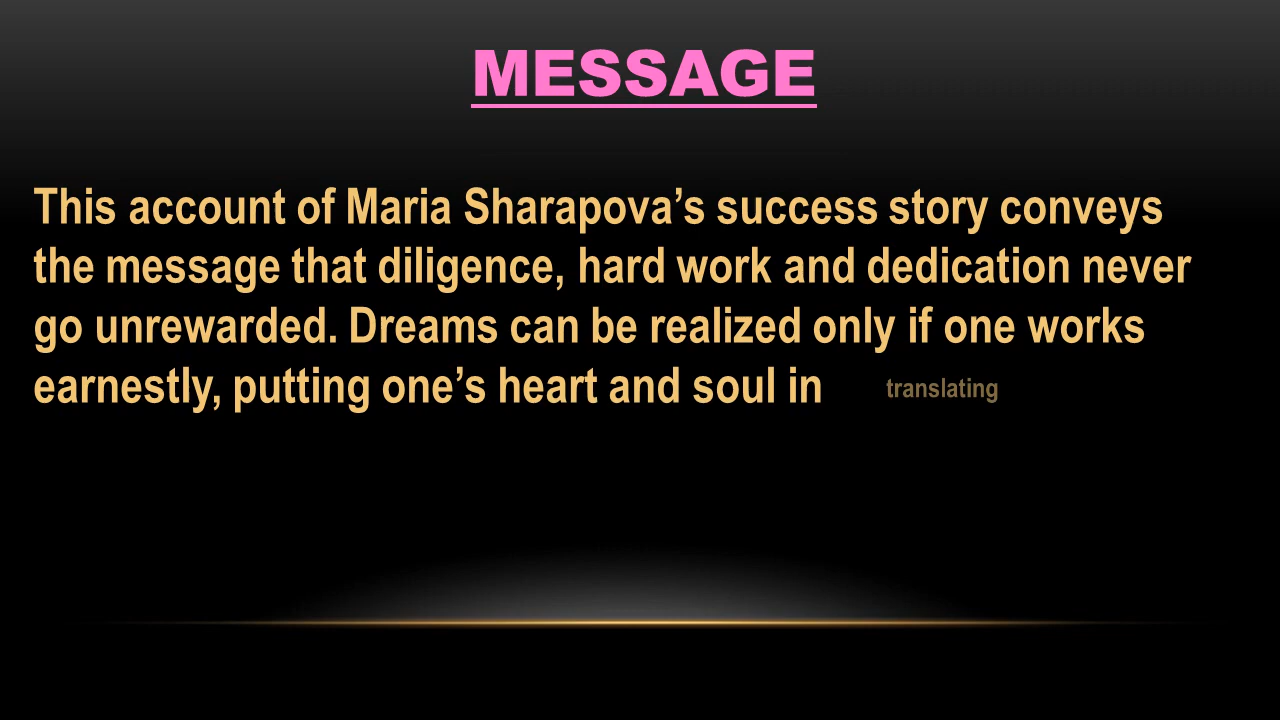 MESSAGE
This account of Maria Sharapova’s success story conveys
the message that diligence, hard work and dedication never
go unrewarded. Dreams can be realized only if one works
earnestly, putting one’s heart and soul in translating